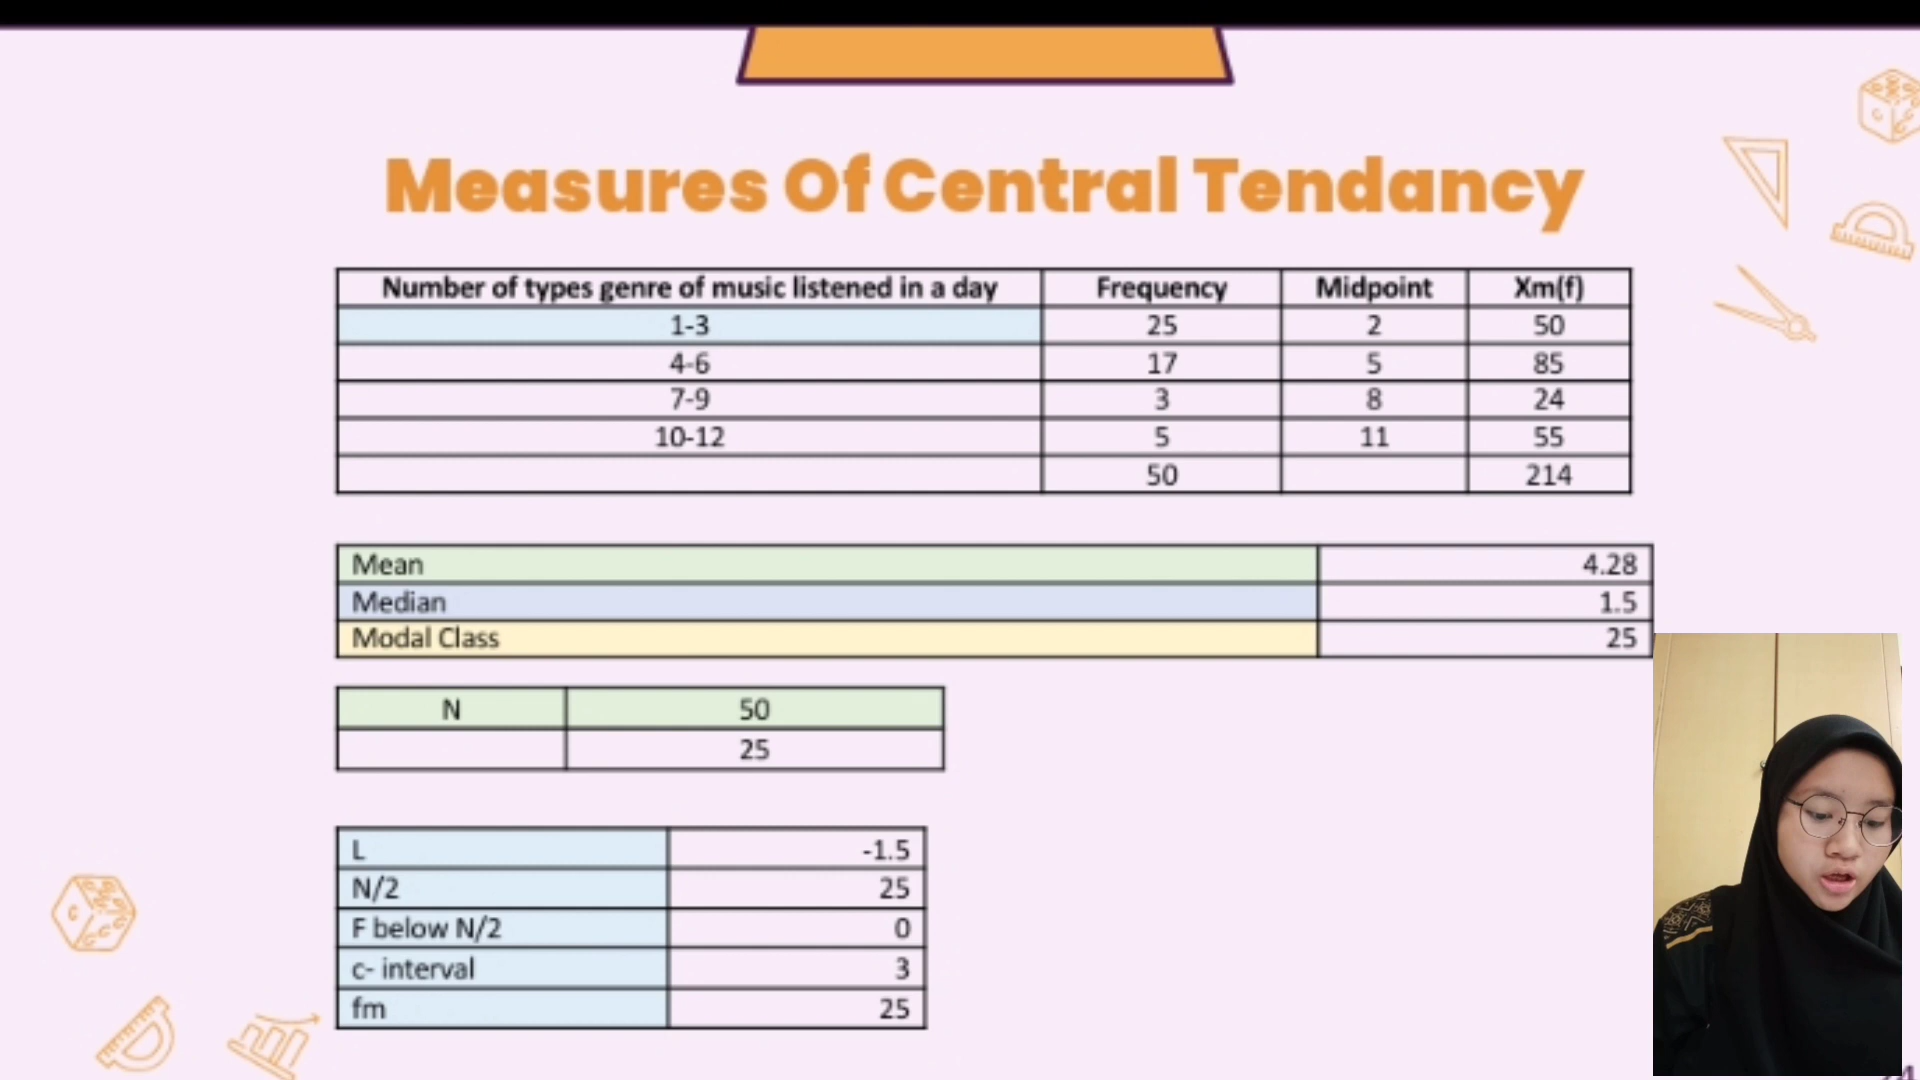 Measures Of Central Tendancy
Number of types genre of music listened in a day Frequency Midpoint Xm(f)
1-3 25 2 50
4-6 17 5 85
7-9 3 8 24
10-12 5 11 55
50 214
Mean 4.28
Median 1.5
Modal Class 25
N 50
25
L -1.5
N/2 25
F below N/2 0
c- interval 3
fm 25